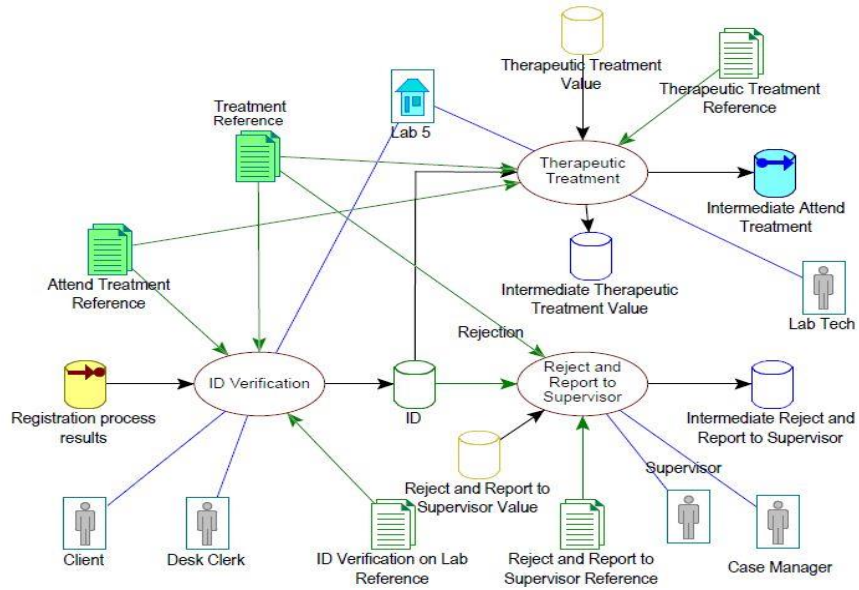 Therapeutic Treatment
Value
Therapeutic Treatment
Reference
Treatment
Reference
Lab 5
Therapeutic
Treatment
Intermediate Attend
Treatment
Attend Treatment
Reference
Intermediate Therapeutic
Treatment Value
Lab Tech
Rejection
ID Verification
Reject and
Report to
Supervisor
Registration process
results
ID
Intermediate Reject and
Report to Supervisor
Reject and Report to
Supervisor Value
Supervisor
Client
Desk Clerk
ID Verification on Lab
Reference
Reject and Report to
Supervisor Reference
Case Manager